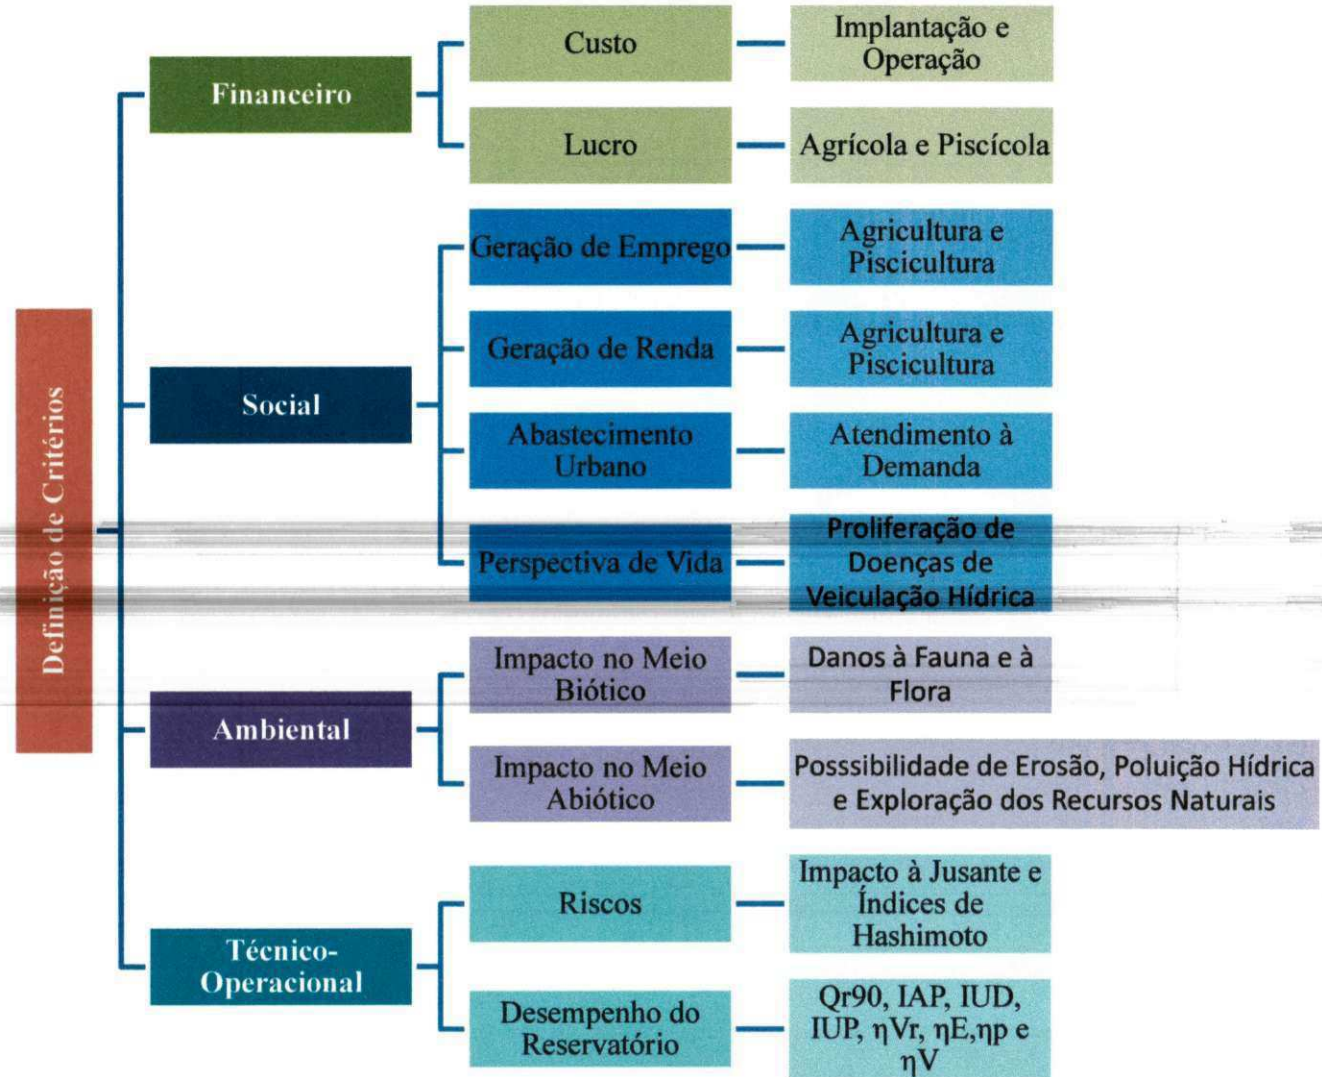 Definição de Critérios
Financeiro
Custo
Implantação e
Operação
Lucro
Agrícola e Piscícola
Social
Geração de Emprego
Agricultura e
Piscicultura
Geração de Renda
Agricultura e
Piscicultura
Abastecimento
Urbano
Atendimento à
Demanda
Perspectiva de Vida
Proliferação de
Doenças de
Veiculação Hídrica
Ambiental
Impacto no Meio
Biótico
Danos à Fauna e à
Flora
Impacto no Meio
Abiótico
Posssibilidade de Erosão, Poluição Hídrica
e Exploração dos Recursos Naturais
Técnico-
Operacional
Riscos
Impacto à Jusante e
Índices de
Hashimoto
Desempenho do
Reservatório
Qr90, IAP, IUD,
IUP, ηVr, ηE,ηp e
ηV